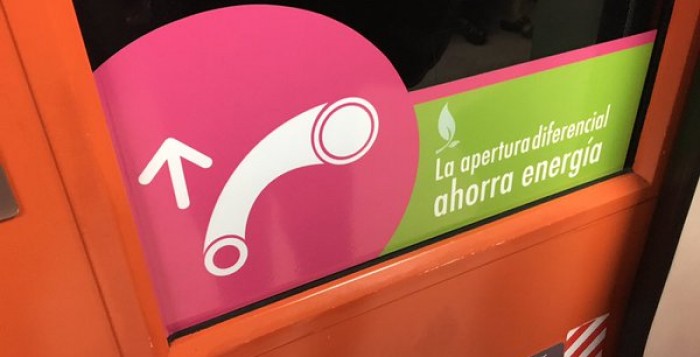 La apertura diferencial
ahorra energía